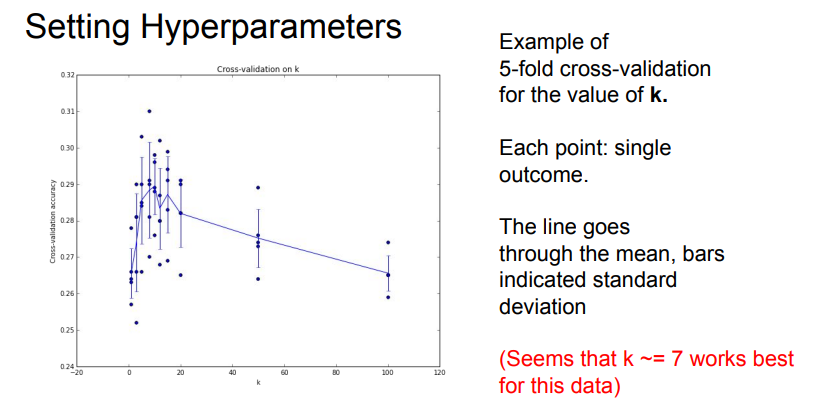 Setting Hyperparameters
Cross-validation on k
0.32
0.31
0.30
0.29
0.28
0.27
0.26
0.25
0.24
Cross-validation accuracy
−20
0
20
40
60
80
100
120
k
Example of
5-fold cross-validation
for the value of k.
Each point: single
outcome.
The line goes
through the mean, bars
indicated standard
deviation
(Seems that k ~= 7 works best
for this data)